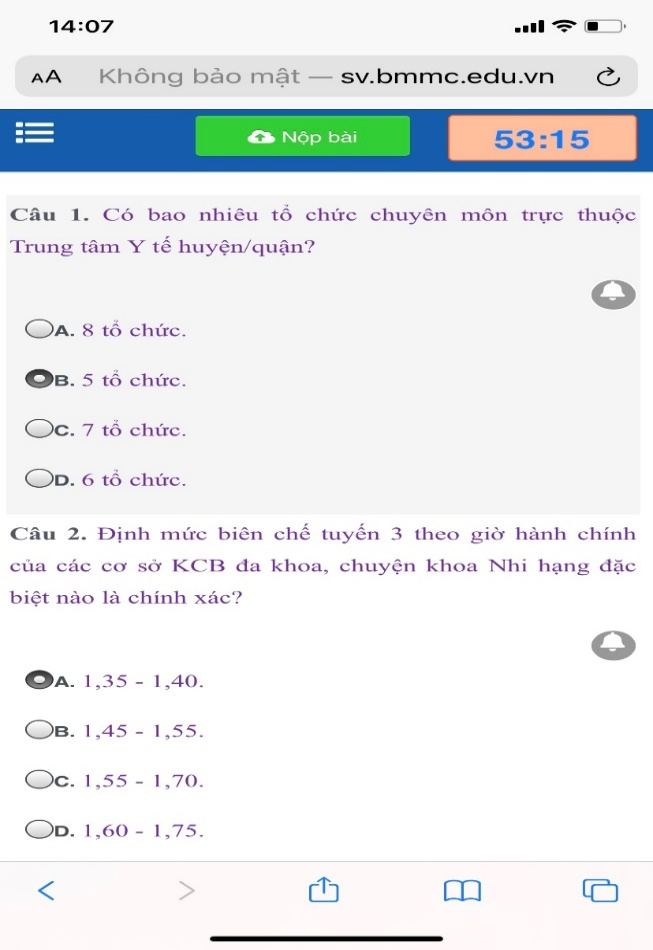 14:07
AA Không bảo mật — sv.bmmc.edu.vn
Nộp bài
53:15
Câu 1. Có bao nhiêu tổ chức chuyên môn trực thuộc
Trung tâm Y tế huyện/quận?
A. 8 tổ chức.
B. 5 tổ chức.
C. 7 tổ chức.
D. 6 tổ chức.
Câu 2. Định mức biên chế tuyến 3 theo giờ hành chính
của các cơ sở KCB đa khoa, chuyện khoa Nhi hạng đặc
biệt nào là chính xác?
A. 1,35 - 1,40.
B. 1,45 - 1,55.
C. 1,55 - 1,70.
D. 1,60 - 1,75.